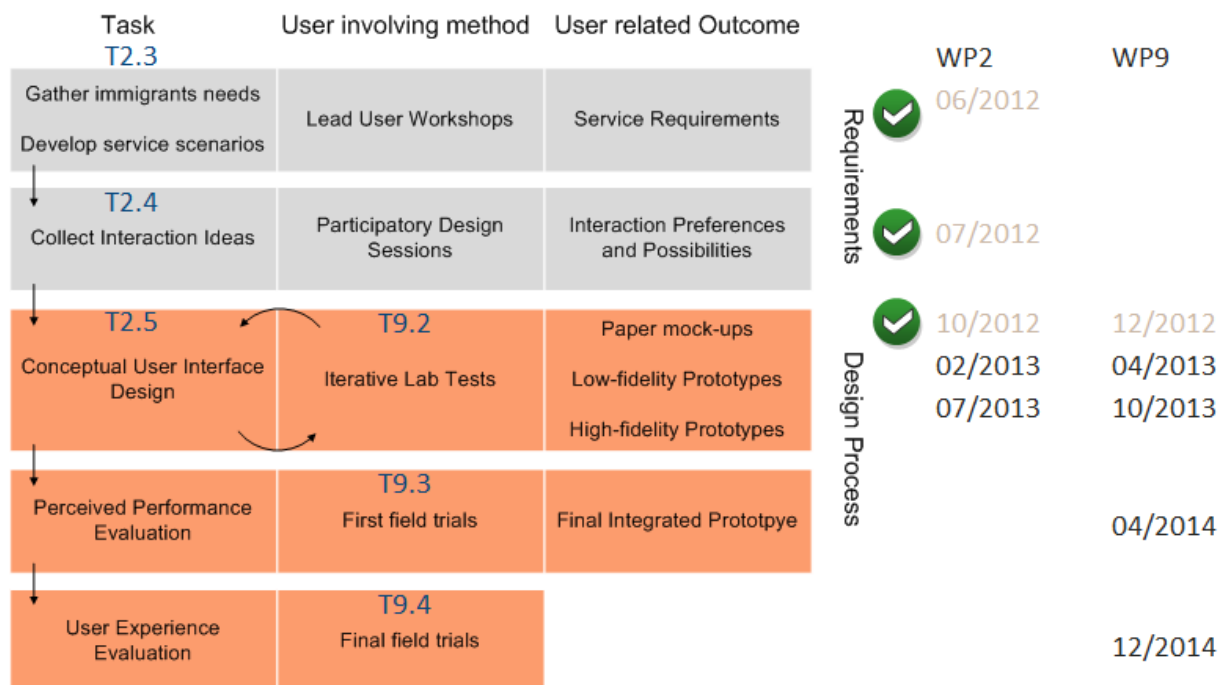 Task
User involving method
User related Outcome
T2.3
WP2
WP9
Gather immigrants needs
Develop service scenarios
Lead User Workshops
Service Requirements
Requirements
06/2012
T2.4
Collect Interaction Ideas
Participatory Design
Sessions
Interaction Preferences
and Possibilities
07/2012
T2.5
Conceptual User Interface
Design
T9.2
Iterative Lab Tests
Paper mock-ups
Low-fidelity Prototypes
High-fidelity Prototypes
Design Process
10/2012
12/2012
02/2013
04/2013
07/2013
10/2013
Perceived Performance
Evaluation
T9.3
First field trials
Final Integrated Prototpye
04/2014
User Experience
Evaluation
T9.4
Final field trials
12/2014